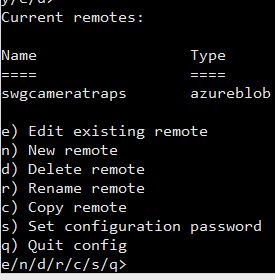 y/e/d>
Current remotes:
Name                 Type
====                 ====
swgcameratraps       azureblob
e) Edit existing remote
n) New remote
d) Delete remote
r) Rename remote
c) Copy remote
s) Set configuration password
q) Quit config
e/n/d/r/c/s/q>